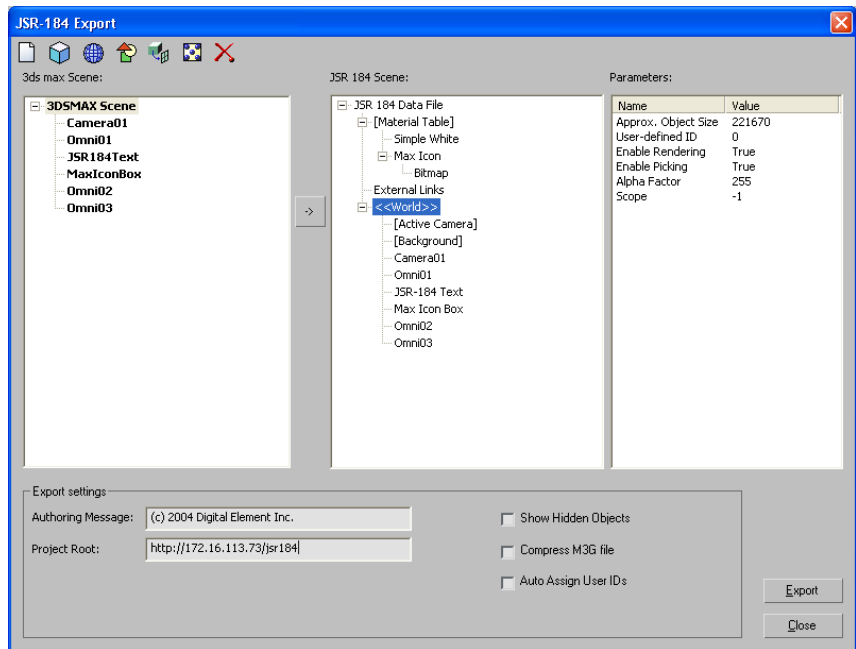 JSR-184 Export
3ds max Scene:
JSR 184 Scene:
Parameters:
3DSMAX Scene
Camera01
Omni01
JSR184Text
MaxIconBox
Omni02
Omni03
->
JSR 184 Data File
[Material Table]
Simple White
Max Icon
Bitmap
External Links
<<World>>
[Active Camera]
[Background]
Camera01
Omni01
JSR-184 Text
Max Icon Box
Omni02
Omni03
Name Value
Approx. Object Size 221670
User-defined ID 0
Enable Rendering True
Enable Picking True
Alpha Factor 255
Scope -1
Export settings
Authoring Message: (c) 2004 Digital Element Inc.
Project Root: http://172.16.113.73/jsr184
Show Hidden Objects
Compress M3G file
Auto Assign User IDs
Export
Close